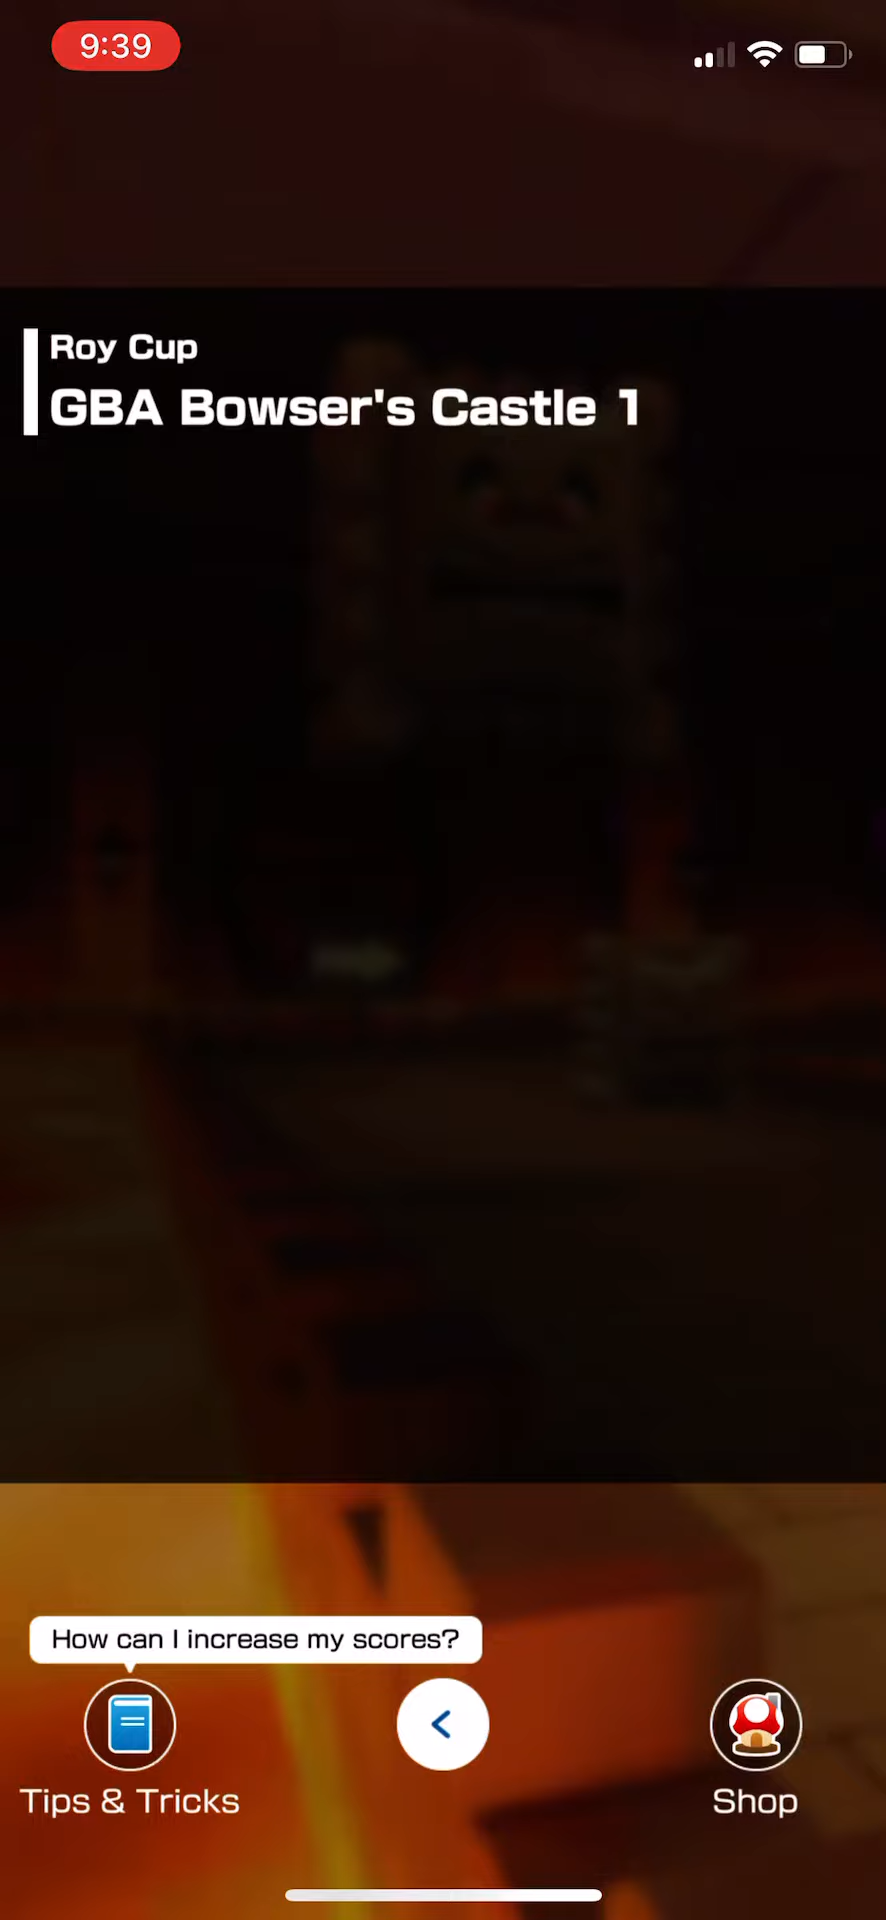 9:39
Roy Cup
GBA Bowser's Castle 1
How can I increase my scores?
Tips & Tricks
Shop